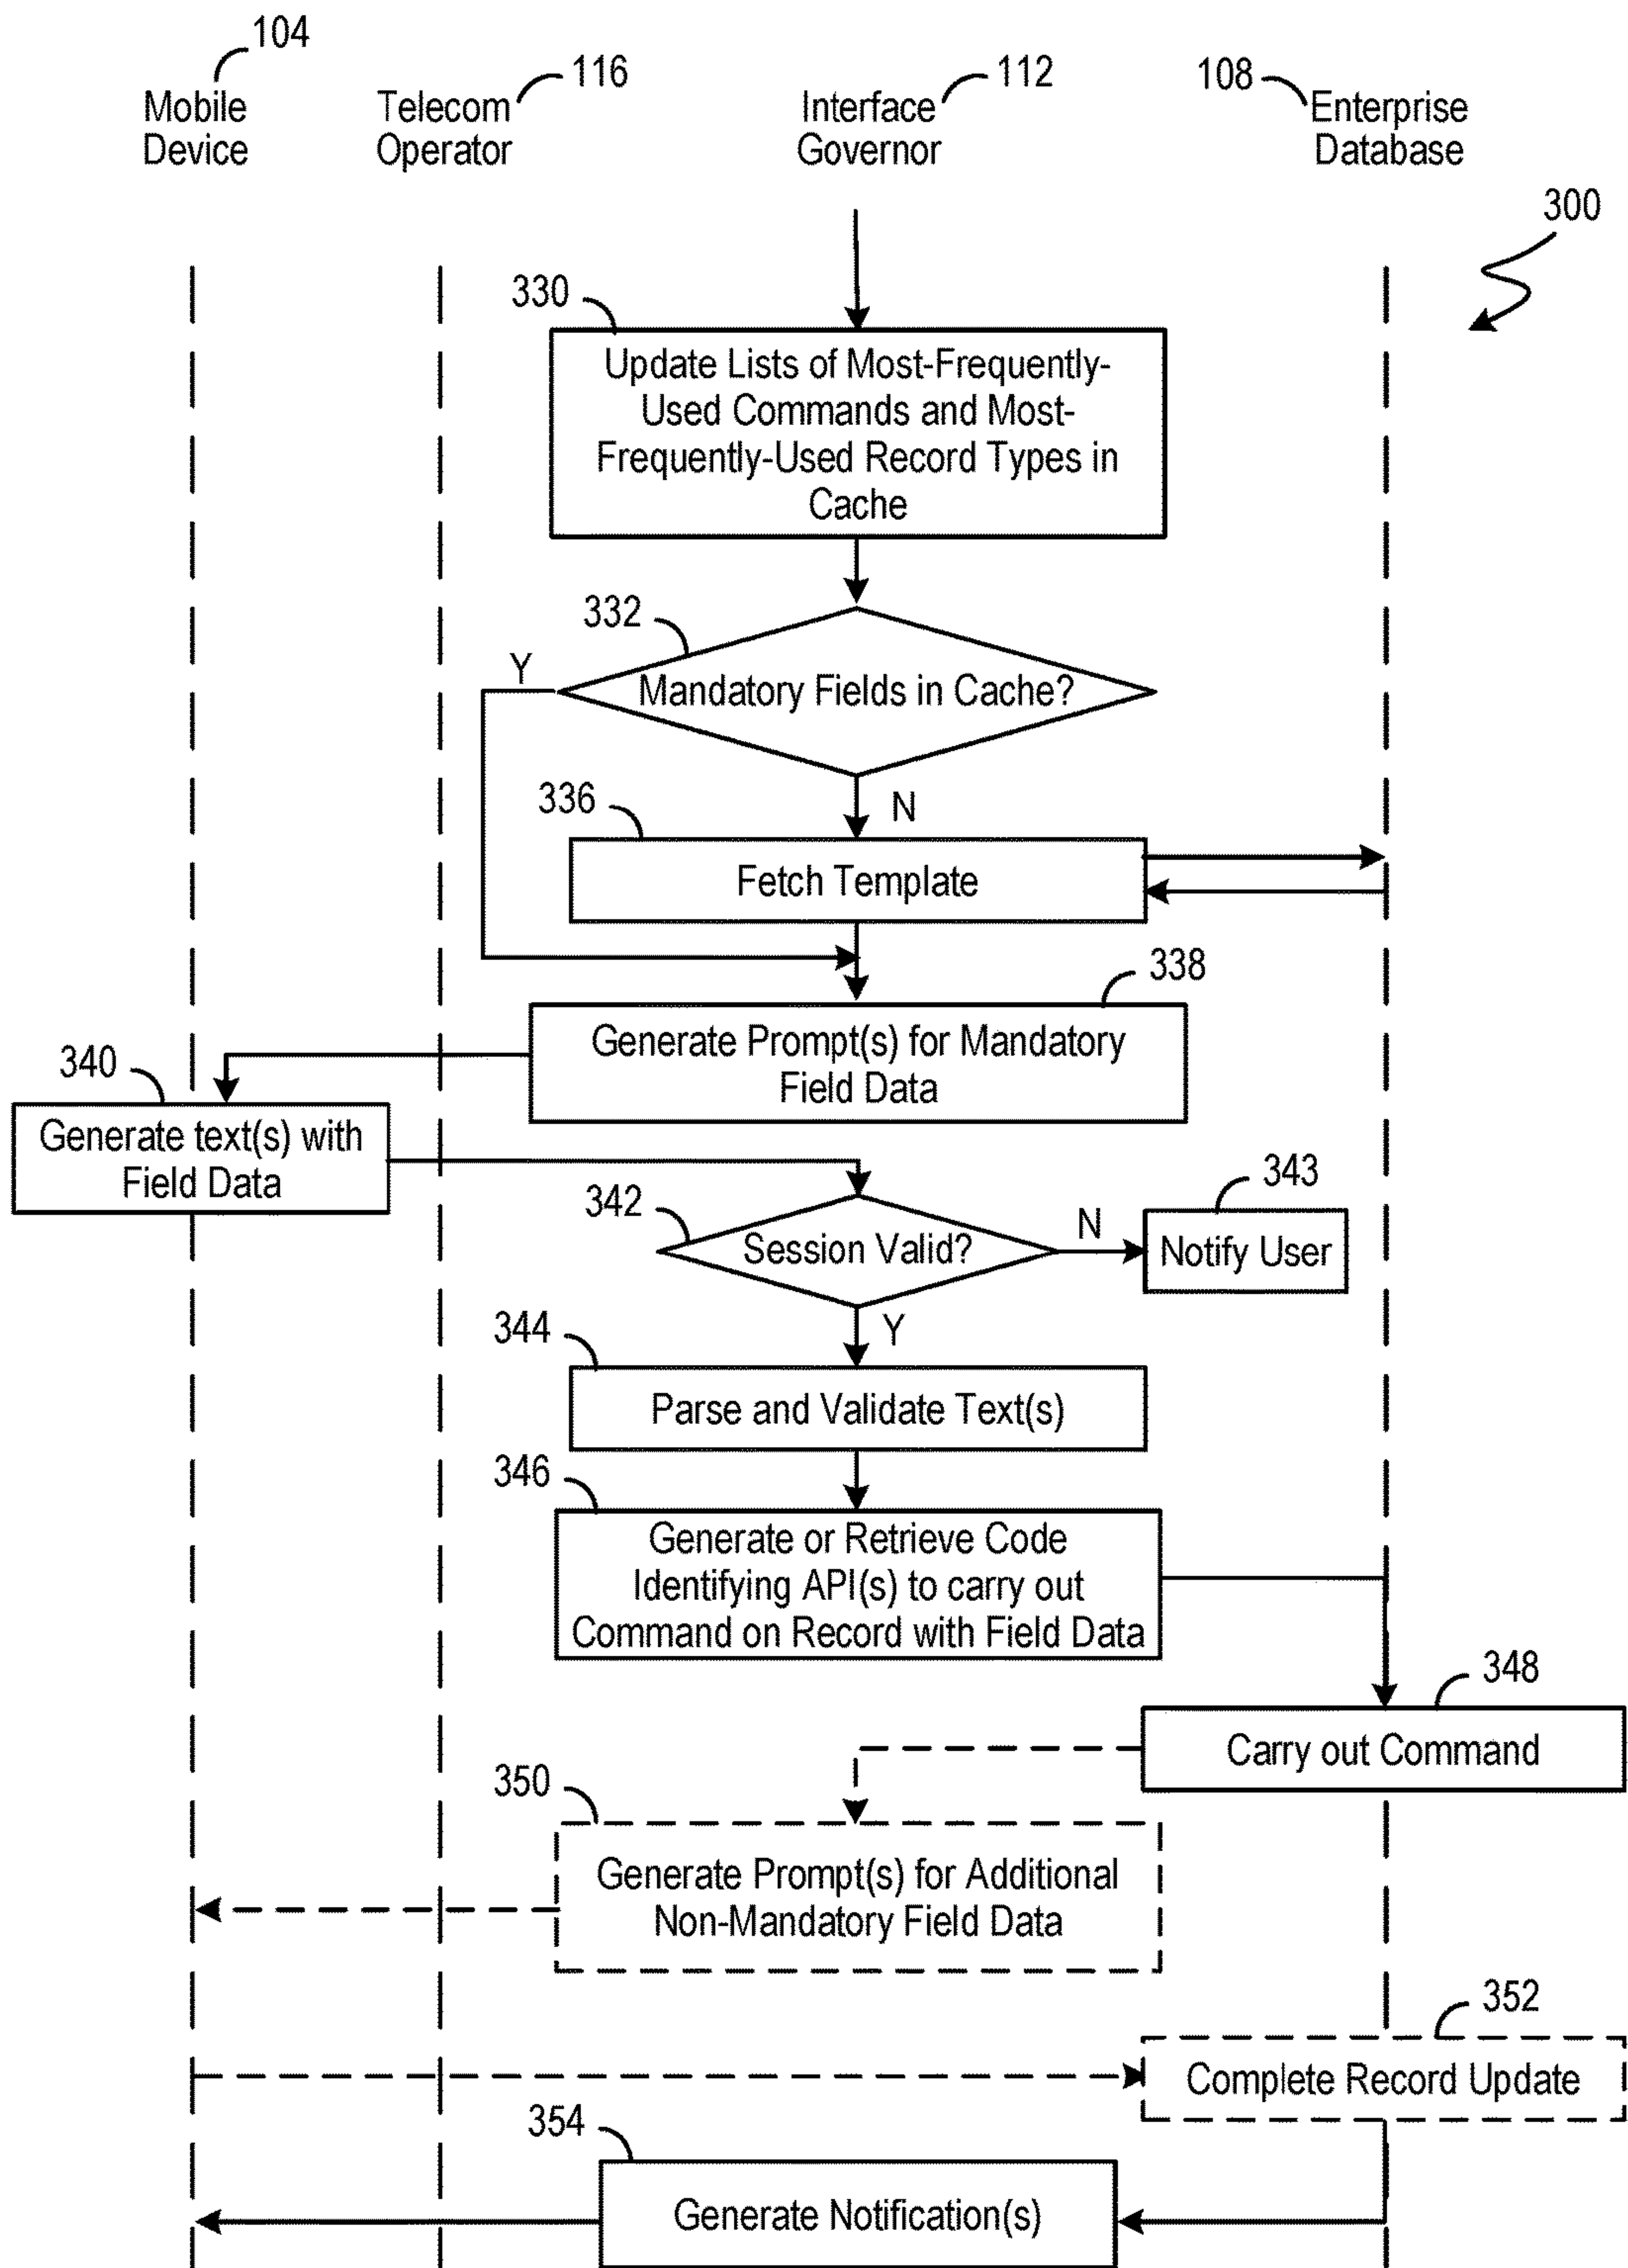 104
116
112
108
Mobile
Device
Telecom
Operator
Interface
Governor
Enterprise
Database
300
330
Update Lists of Most-Frequently-
Used Commands and Most-
Frequently-Used Record Types in
Cache
332
Y
Mandatory Fields in Cache?
336
N
Fetch Template
338
Generate Prompt(s) for Mandatory
Field Data
340
Generate text(s) with
Field Data
342
Session Valid?
N
343
Notify User
Y
344
Parse and Validate Text(s)
346
Generate or Retrieve Code
Identifying API(s) to carry out
Command on Record with Field Data
348
Carry out Command
350
Generate Prompt(s) for Additional
Non-Mandatory Field Data
352
Complete Record Update
354
Generate Notification(s)